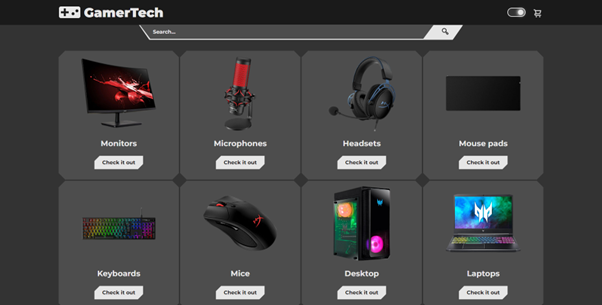 GamerTech
Search...
Monitors
Check it out
Microphones
Check it out
Headsets
Check it out
Mouse pads
Check it out
Keyboards
Check it out
Mice
Check it out
Desktop
Check it out
Laptops
Check it out